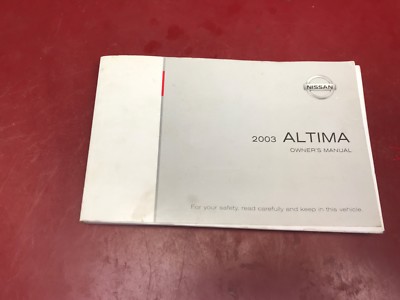 NISSAN
2003 ALTIMA
OWNER'S MANUAL
For your safety, read carefully and keep in this vehicle.